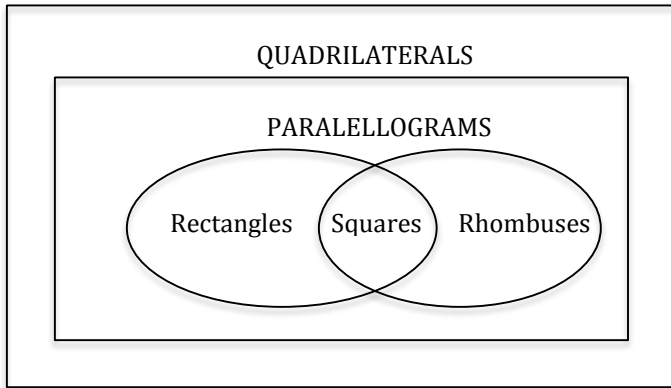 QUADRILATERALS
PARALELLOGRAMS
Rectangles Squares Rhombuses